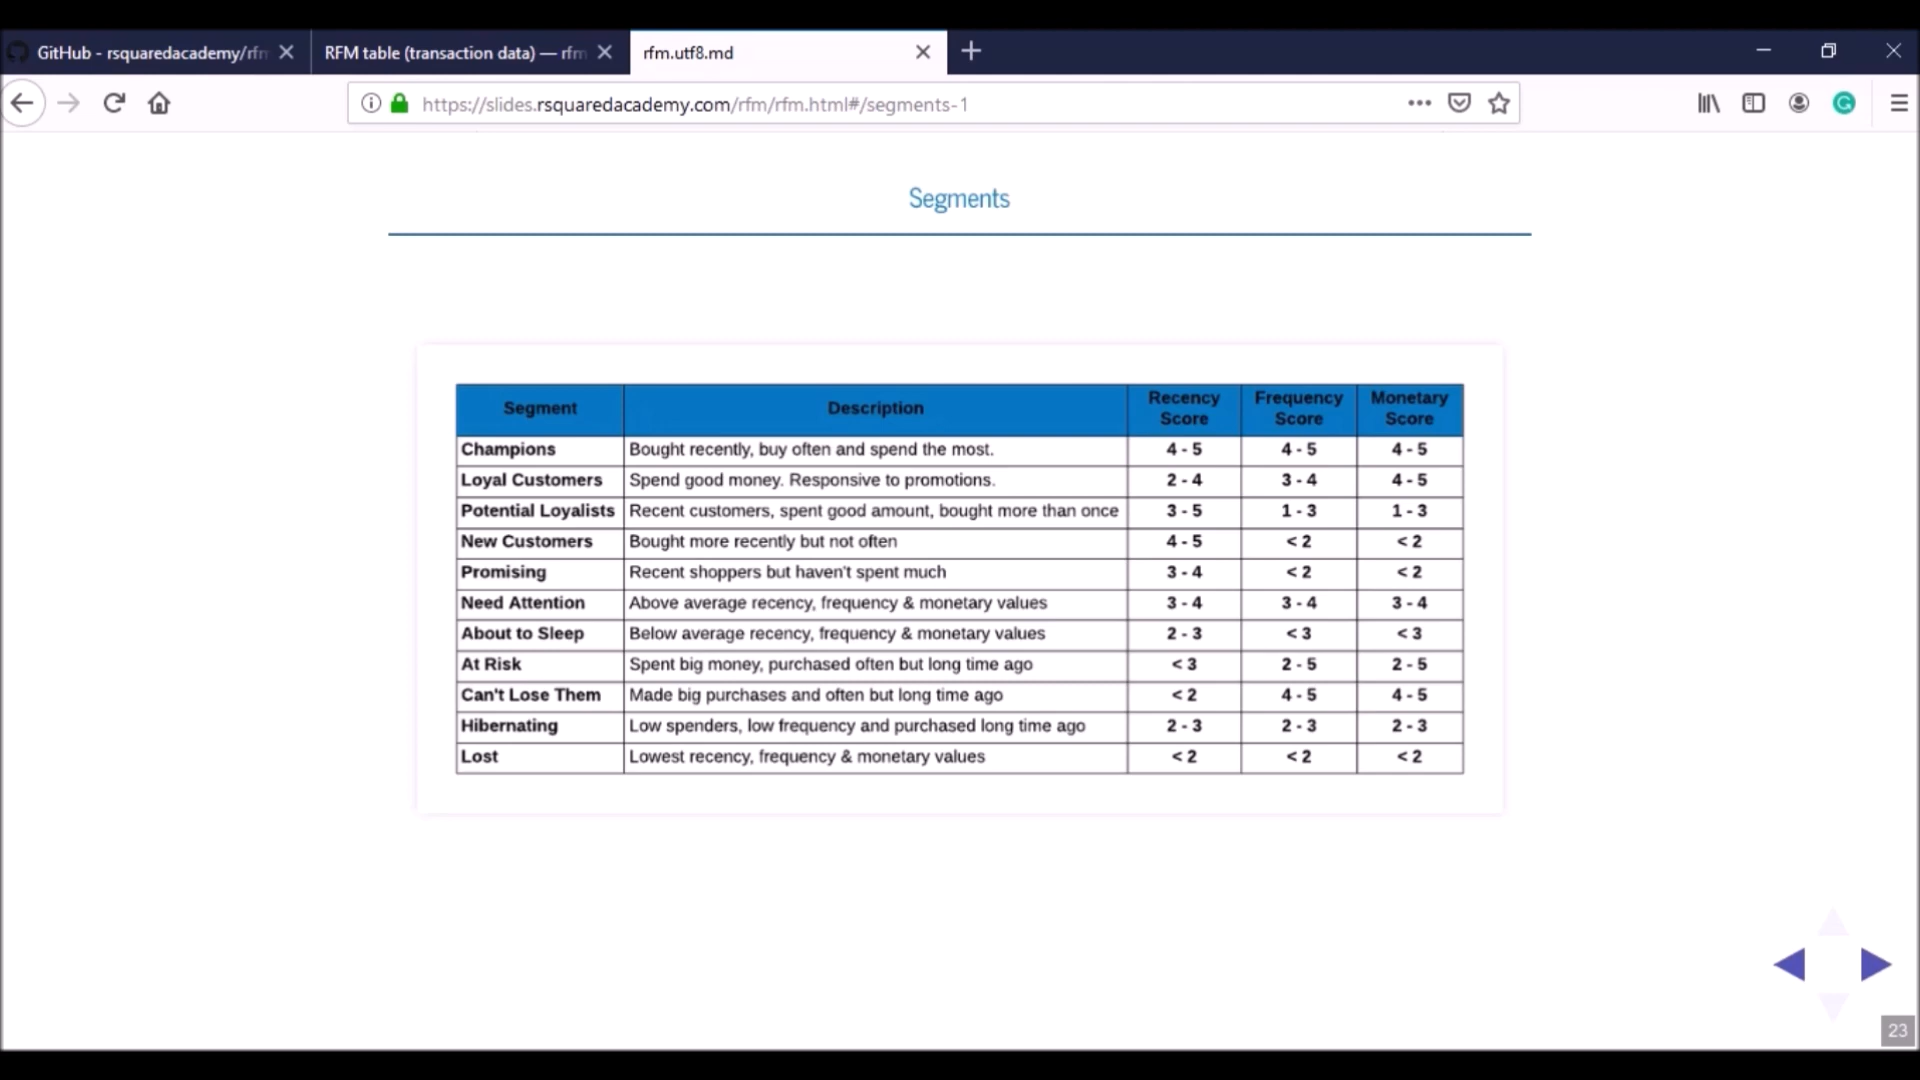 GitHub - rsquaredacademy/rfm
RFM table (transaction data) — rfm
rfm.utf8.md
https://slides.rsquaredacademy.com/rfm/rfm.html#/segments-1
Segments
Segment Description Recency Score Frequency Score Monetary Score
Champions Bought recently, buy often and spend the most. 4 - 5 4 - 5 4 - 5
Loyal Customers Spend good money. Responsive to promotions. 2 - 4 3 - 4 4 - 5
Potential Loyalists Recent customers, spent good amount, bought more than once 3 - 5 1 - 3 1 - 3
New Customers Bought more recently but not often 4 - 5 < 2 < 2
Promising Recent shoppers but haven't spent much 3 - 4 < 2 < 2
Need Attention Above average recency, frequency & monetary values 3 - 4 3 - 4 3 - 4
About to Sleep Below average recency, frequency & monetary values 2 - 3 < 3 < 3
At Risk Spent big money, purchased often but long time ago < 3 2 - 5 2 - 5
Can't Lose Them Made big purchases and often but long time ago < 2 4 - 5 4 - 5
Hibernating Low spenders, low frequency and purchased long time ago 2 - 3 2 - 3 2 - 3
Lost Lowest recency, frequency & monetary values < 2 < 2 < 2
23